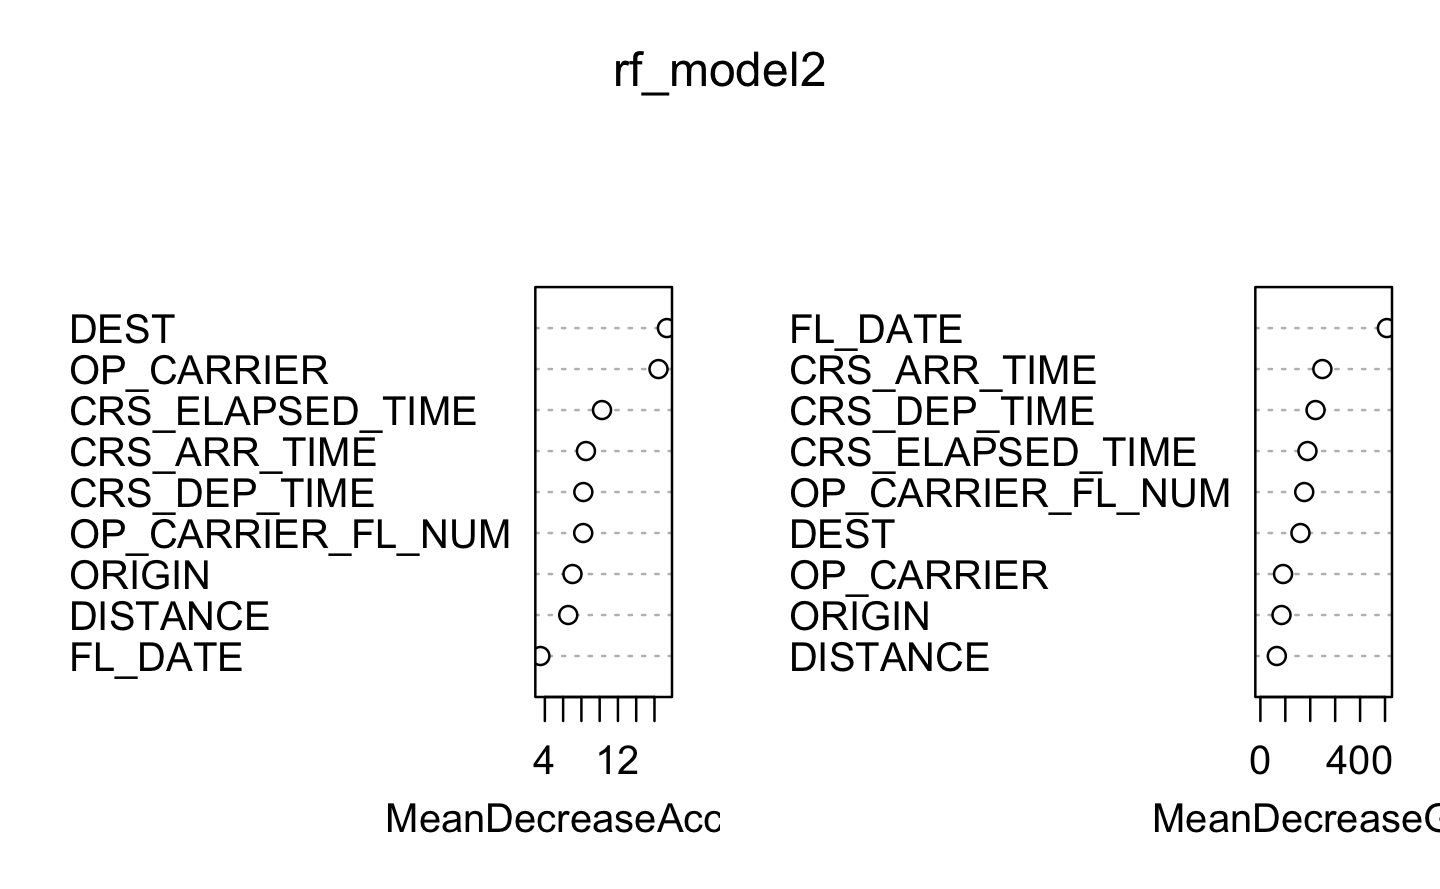 rf_model2
DEST
OP_CARRIER
CRS_ELAPSED_TIME
CRS_ARR_TIME
CRS_DEP_TIME
OP_CARRIER_FL_NUM
ORIGIN
DISTANCE
FL_DATE
4 12
MeanDecreaseAcc
FL_DATE
CRS_ARR_TIME
CRS_DEP_TIME
CRS_ELAPSED_TIME
OP_CARRIER_FL_NUM
DEST
OP_CARRIER
ORIGIN
DISTANCE
0 400
MeanDecreaseG